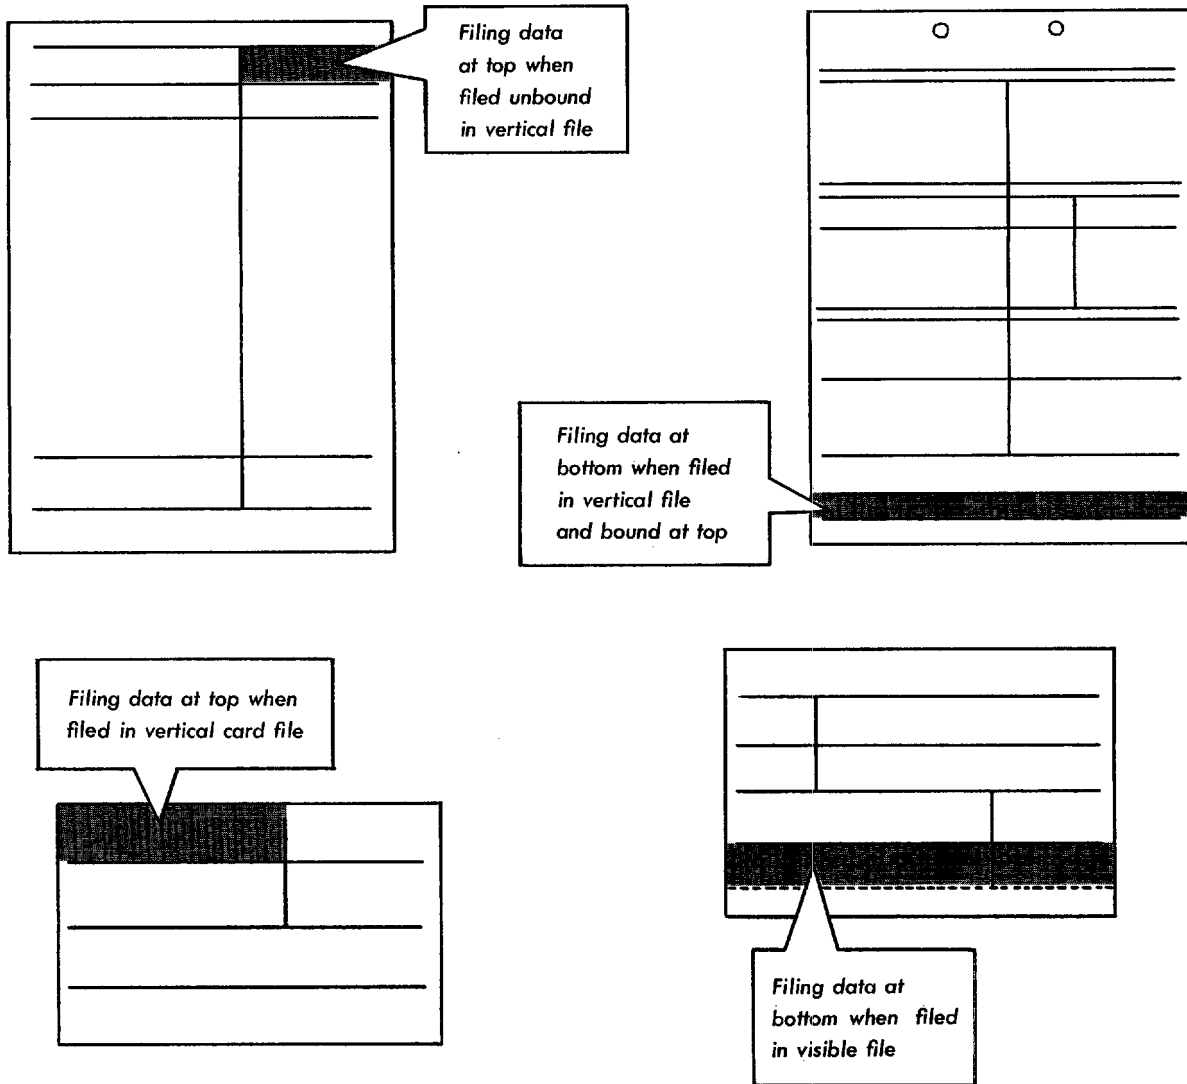 Filing data
at top when
filed unbound
in vertical file
Filing data at
bottom when filed
in vertical file
and bound at top
Filing data at top when
filed in vertical card file
Filing data at
bottom when filed
in visible file